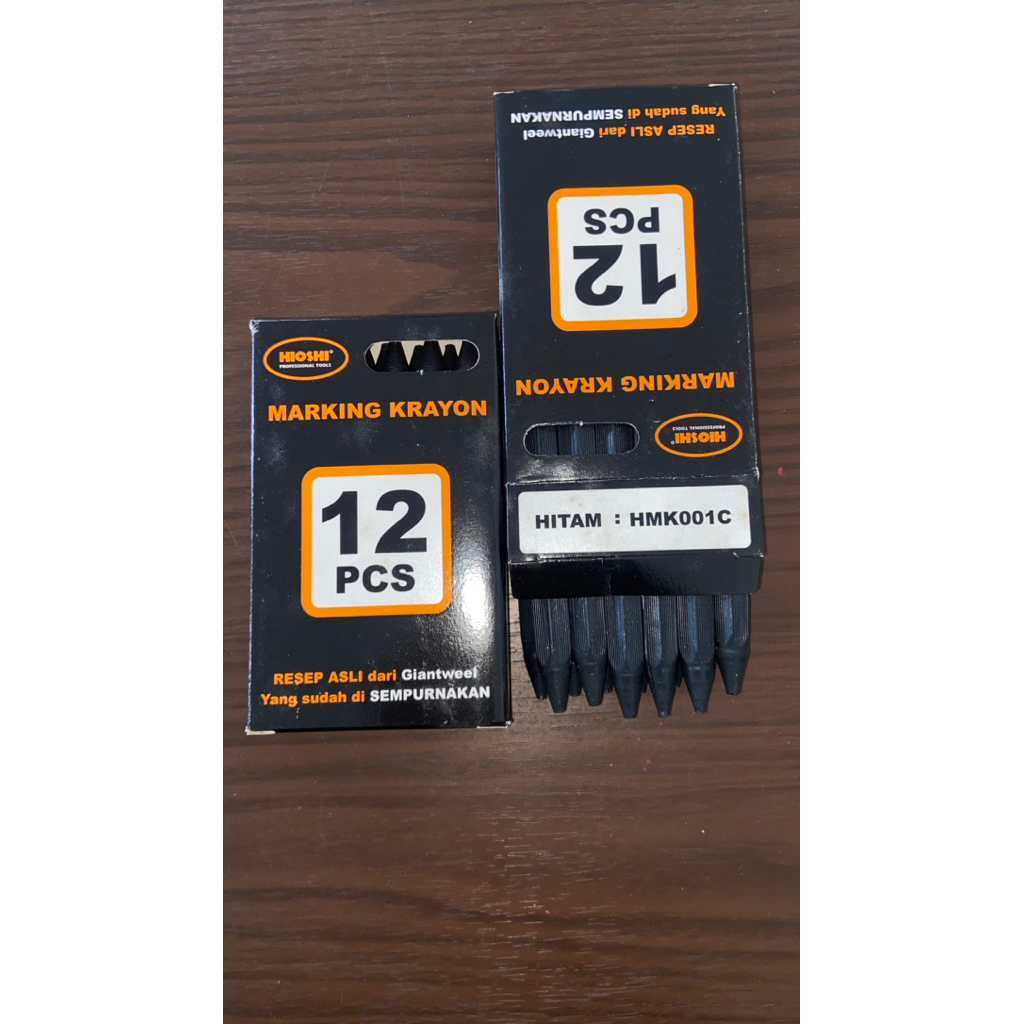 HIOSHI®
PROFESSIONAL TOOLS
MARKING KRAYON
12
PCS
RESEP ASLI dari Giantweel
Yang sudah di SEMPURNAKAN
HIOSHI®
PROFESSIONAL TOOLS
MARKING KRAYON
12
PCS
RESEP ASLI dari Giantweel
Yang sudah di SEMPURNAKAN
HITAM : HMK001C